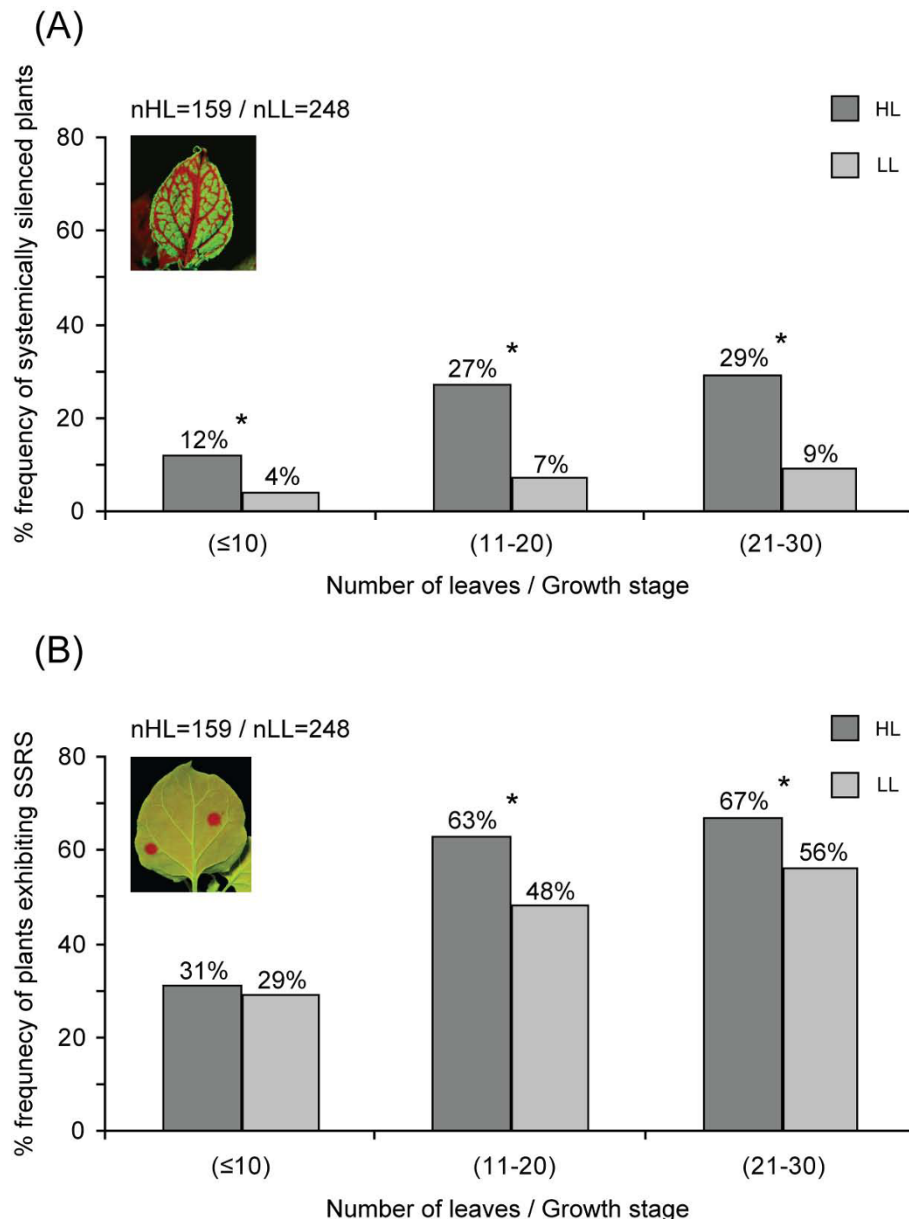 (A)
% frequency of systemically silenced plants
nHL=159 / nLL=248
HL
LL
80
60
40
20
0
12%
*
4%
27%
*
7%
29%
*
9%
(≤10)
(11-20)
(21-30)
Number of leaves / Growth stage
(B)
% frequnecy of plants exhibiting SSRS
nHL=159 / nLL=248
HL
LL
80
60
40
20
0
31%
29%
63%
*
48%
67%
*
56%
(≤10)
(11-20)
(21-30)
Number of leaves / Growth stage